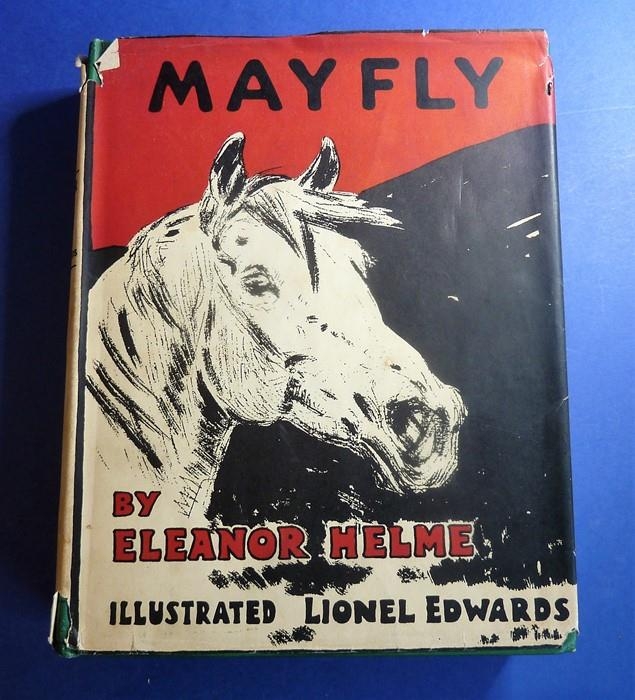 MAYFLY
BY
ELEANOR HELME
ILLUSTRATED LIONEL EDWARDS